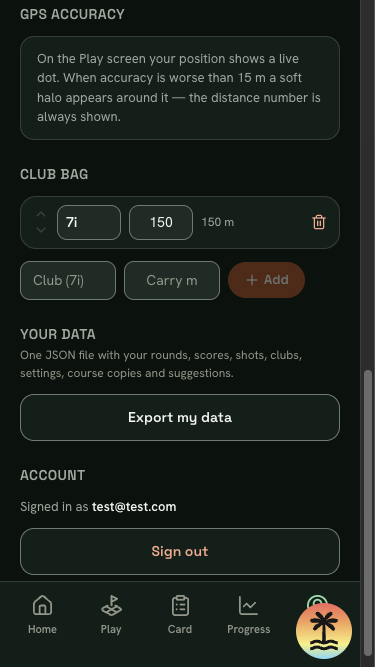 GPS ACCURACY
On the Play screen your position shows a live
dot. When accuracy is worse than 15 m a soft
halo appears around it — the distance number is
always shown.
CLUB BAG
7i 150 150 m
Club (7i) Carry m + Add
YOUR DATA
One JSON file with your rounds, scores, shots, clubs,
settings, course copies and suggestions.
Export my data
ACCOUNT
Signed in as test@test.com
Sign out
Home Play Card Progress